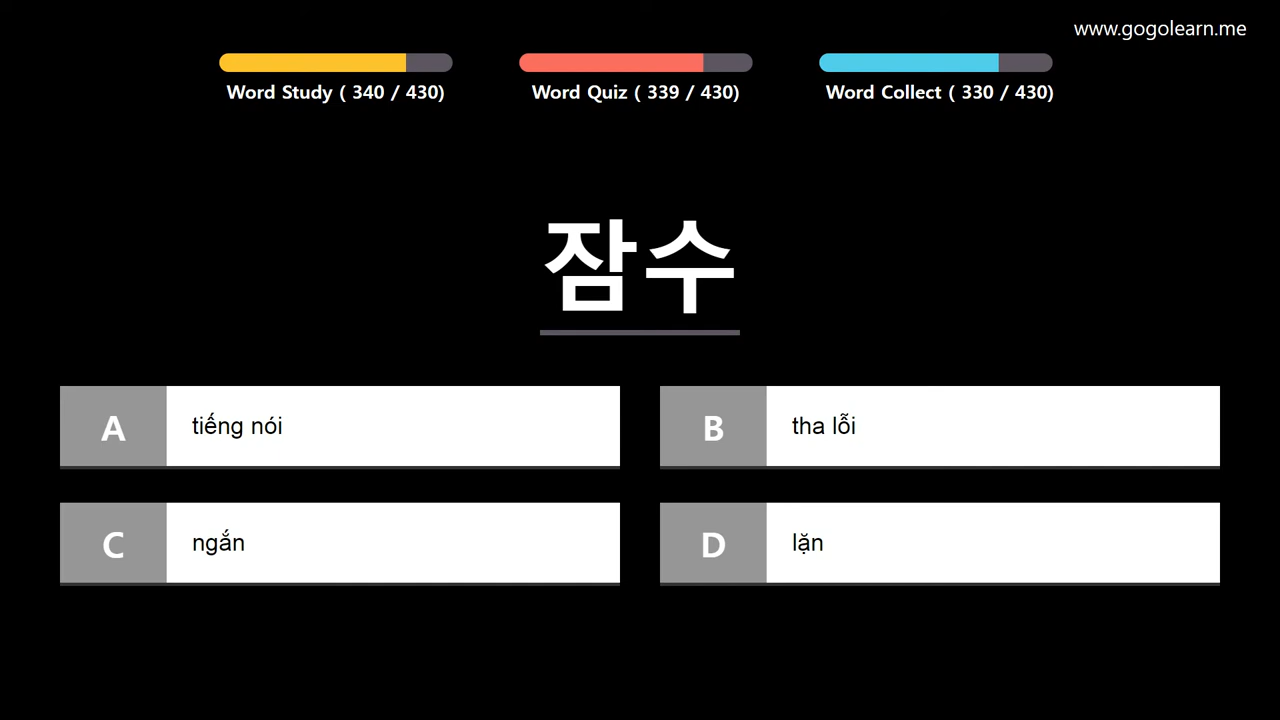 www.gogolearn.me
Word Study ( 340 / 430)
Word Quiz ( 339 / 430)
Word Collect ( 330 / 430)
잠수
A tiếng nói
B tha lỗi
C ngắn
D lặn